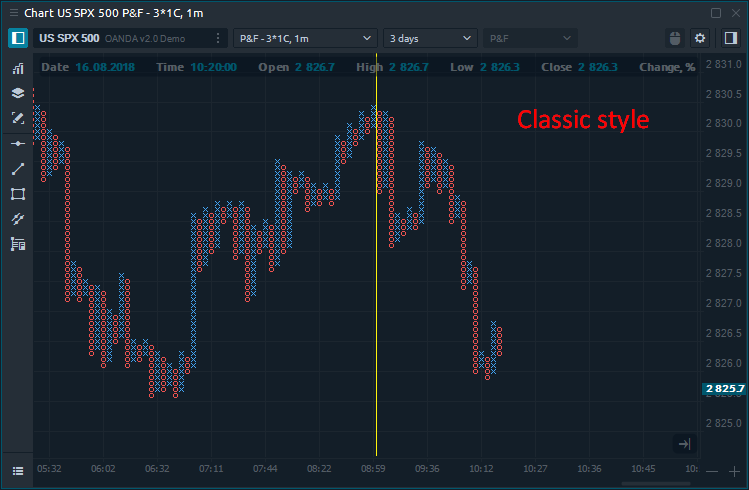 Chart US SPX 500 P&F - 3*1C, 1m
US SPX 500 OANDA v2.0 Demo P&F - 3*1C, 1m 3 days P&F
Date 16.08.2018 Time 10:20:00 Open 2 826.7 High 2 826.7 Low 2 826.3 Close 2 826.3 Change, %
Classic style
2 831.0
2 830.5
2 830.0
2 829.5
2 829.0
2 828.5
2 828.0
2 827.5
2 827.0
2 826.5
2 826.0
2 825.7
2 825.0
05:32 06:02 06:32 07:11 07:44 08:22 08:59 09:36 10:12 10:27 10:36 10:45 10: